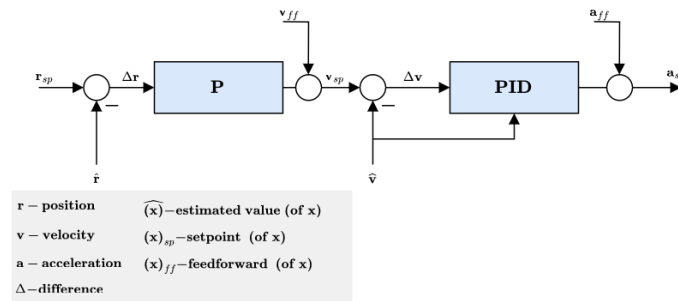 v_ff
a_ff
r_sp
Δr
P
v_sp
Δv
PID
a_s
r̂
v̂
r – position
(x)^–estimated value (of x)
v – velocity
(x)_sp–setpoint (of x)
a – acceleration
(x)_ff–feedforward (of x)
Δ–difference